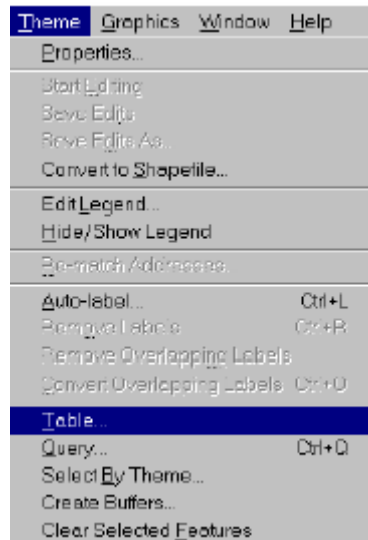 Theme Graphics Window Help
Properties...
Start Editing
Save Edits
Save Edits As...
Convert to Shapefile...
Edit Legend...
Hide/Show Legend
Re-match Addresses...
Auto-label... Ctrl+L
Remove Labels Ctrl+R
Remove Overlapping Labels
Convert Overlapping Labels Ctrl+O
Table...
Query... Ctrl+Q
Select By Theme...
Create Buffers...
Clear Selected Features